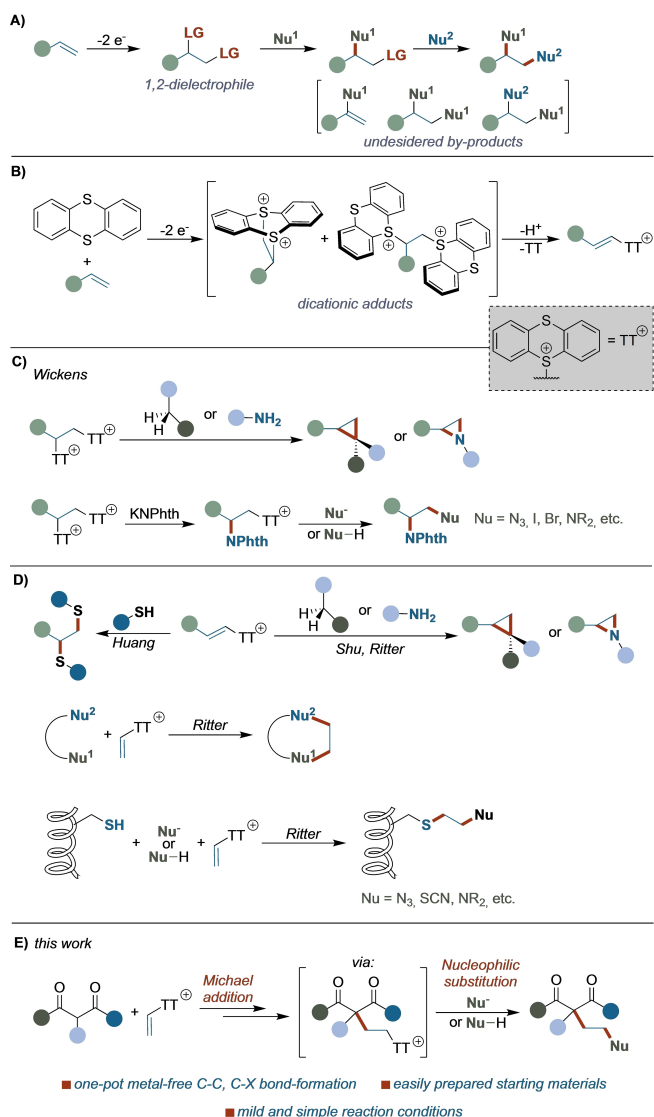 A)
-2 e⁻
LG
LG
1,2-dielectrophile
Nu¹
Nu¹
LG
Nu²
Nu¹
Nu²
Nu¹
Nu¹
Nu¹
Nu²
Nu¹
undesidered by-products
B)
S
S
+
-2 e⁻
S⊕
S⊕
+
S
S⊕
S⊕
S
dicationic adducts
-H⁺
-TT
TT⊕
S
⊕
S
= TT⊕
C)
Wickens
TT⊕
TT⊕
H
H
or
NH₂
or
N
TT⊕
TT⊕
KNPhth
TT⊕
NPhth
Nu⁻
or Nu–H
Nu
NPhth
Nu = N₃, I, Br, NR₂, etc.
D)
S
S
SH
Huang
TT⊕
H
H
or
NH₂
Shu, Ritter
or
N
Nu²
Nu¹
+
TT⊕
Ritter
Nu²
Nu¹
SH
+
Nu⁻
or
Nu–H
+
TT⊕
Ritter
S
Nu
Nu = N₃, SCN, NR₂, etc.
E) this work
O O
+
TT⊕
Michael
addition
via:
O O
TT⊕
Nucleophilic
substitution
Nu⁻
or Nu–H
O O
Nu
one-pot metal-free C-C, C-X bond-formation
easily prepared starting materials
mild and simple reaction conditions